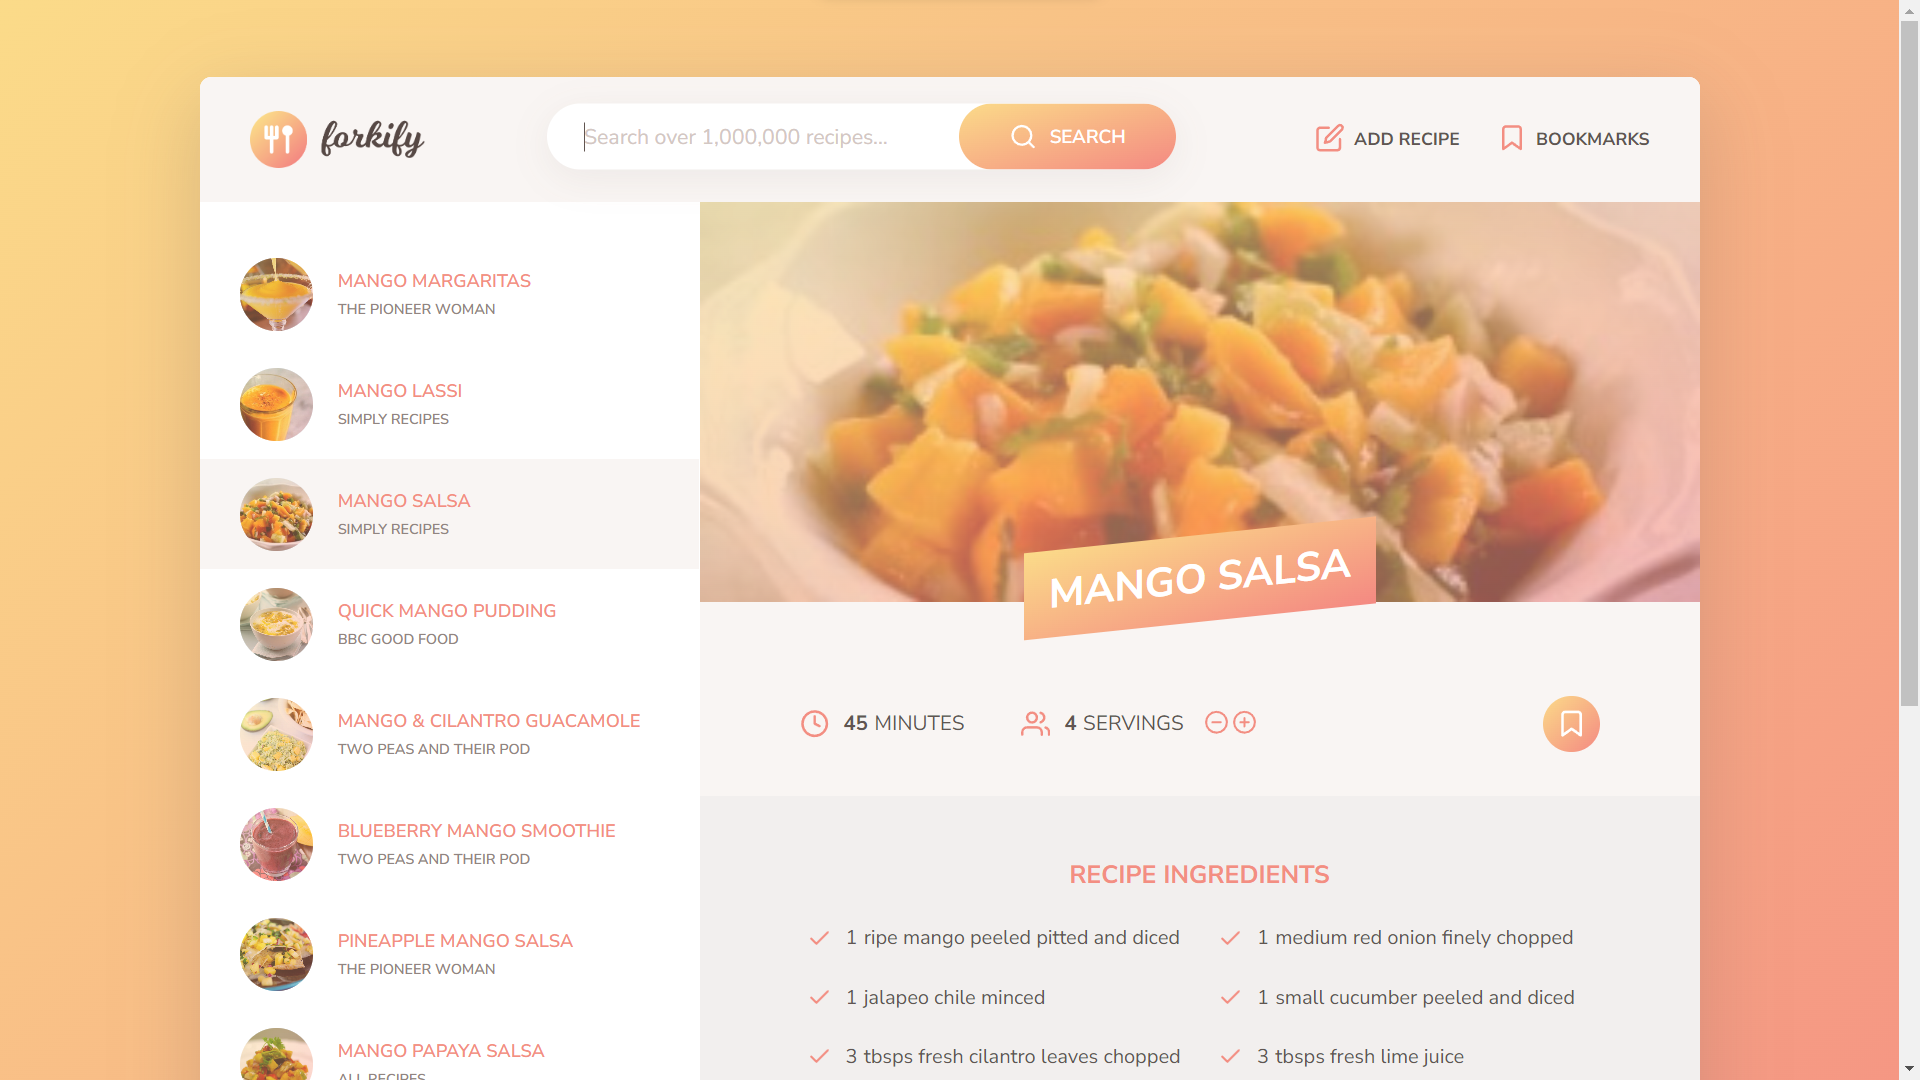 forkify
Search over 1,000,000 recipes...
SEARCH
ADD RECIPE
BOOKMARKS
MANGO MARGARITAS
THE PIONEER WOMAN
MANGO LASSI
SIMPLY RECIPES
MANGO SALSA
SIMPLY RECIPES
QUICK MANGO PUDDING
BBC GOOD FOOD
MANGO & CILANTRO GUACAMOLE
TWO PEAS AND THEIR POD
BLUEBERRY MANGO SMOOTHIE
TWO PEAS AND THEIR POD
PINEAPPLE MANGO SALSA
THE PIONEER WOMAN
MANGO PAPAYA SALSA
ALL RECIPES
MANGO SALSA
45 MINUTES
4 SERVINGS
RECIPE INGREDIENTS
1 ripe mango peeled pitted and diced
1 medium red onion finely chopped
1 jalapeo chile minced
1 small cucumber peeled and diced
3 tbsps fresh cilantro leaves chopped
3 tbsps fresh lime juice